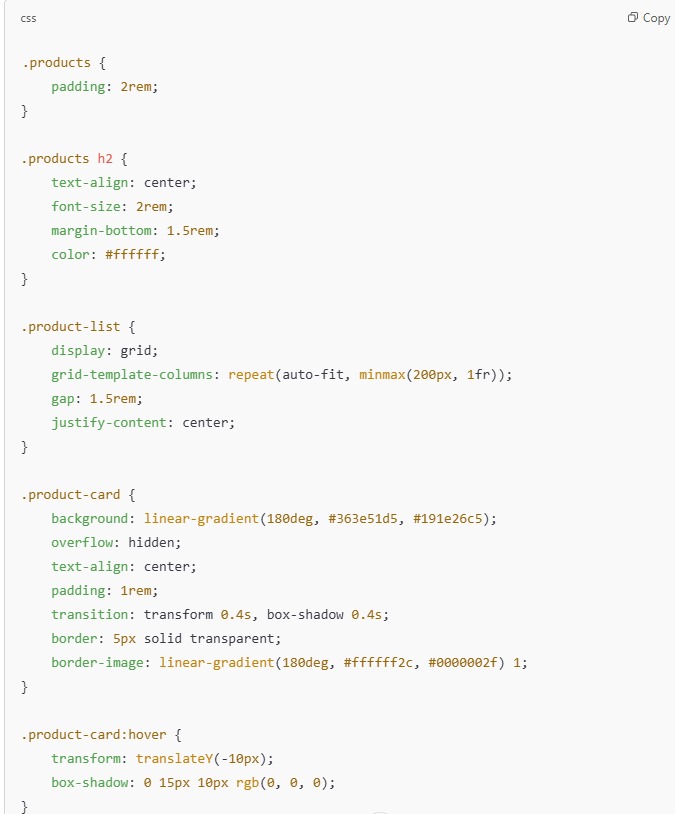 css
Copy
.products {
    padding: 2rem;
}
.products h2 {
    text-align: center;
    font-size: 2rem;
    margin-bottom: 1.5rem;
    color: #ffffff;
}
.product-list {
    display: grid;
    grid-template-columns: repeat(auto-fit, minmax(200px, 1fr));
    gap: 1.5rem;
    justify-content: center;
}
.product-card {
    background: linear-gradient(180deg, #363e51d5, #191e26c5);
    overflow: hidden;
    text-align: center;
    padding: 1rem;
    transition: transform 0.4s, box-shadow 0.4s;
    border: 5px solid transparent;
    border-image: linear-gradient(180deg, #ffffff2c, #0000002f) 1;
}
.product-card:hover {
    transform: translateY(-10px);
    box-shadow: 0 15px 10px rgb(0, 0, 0);
}